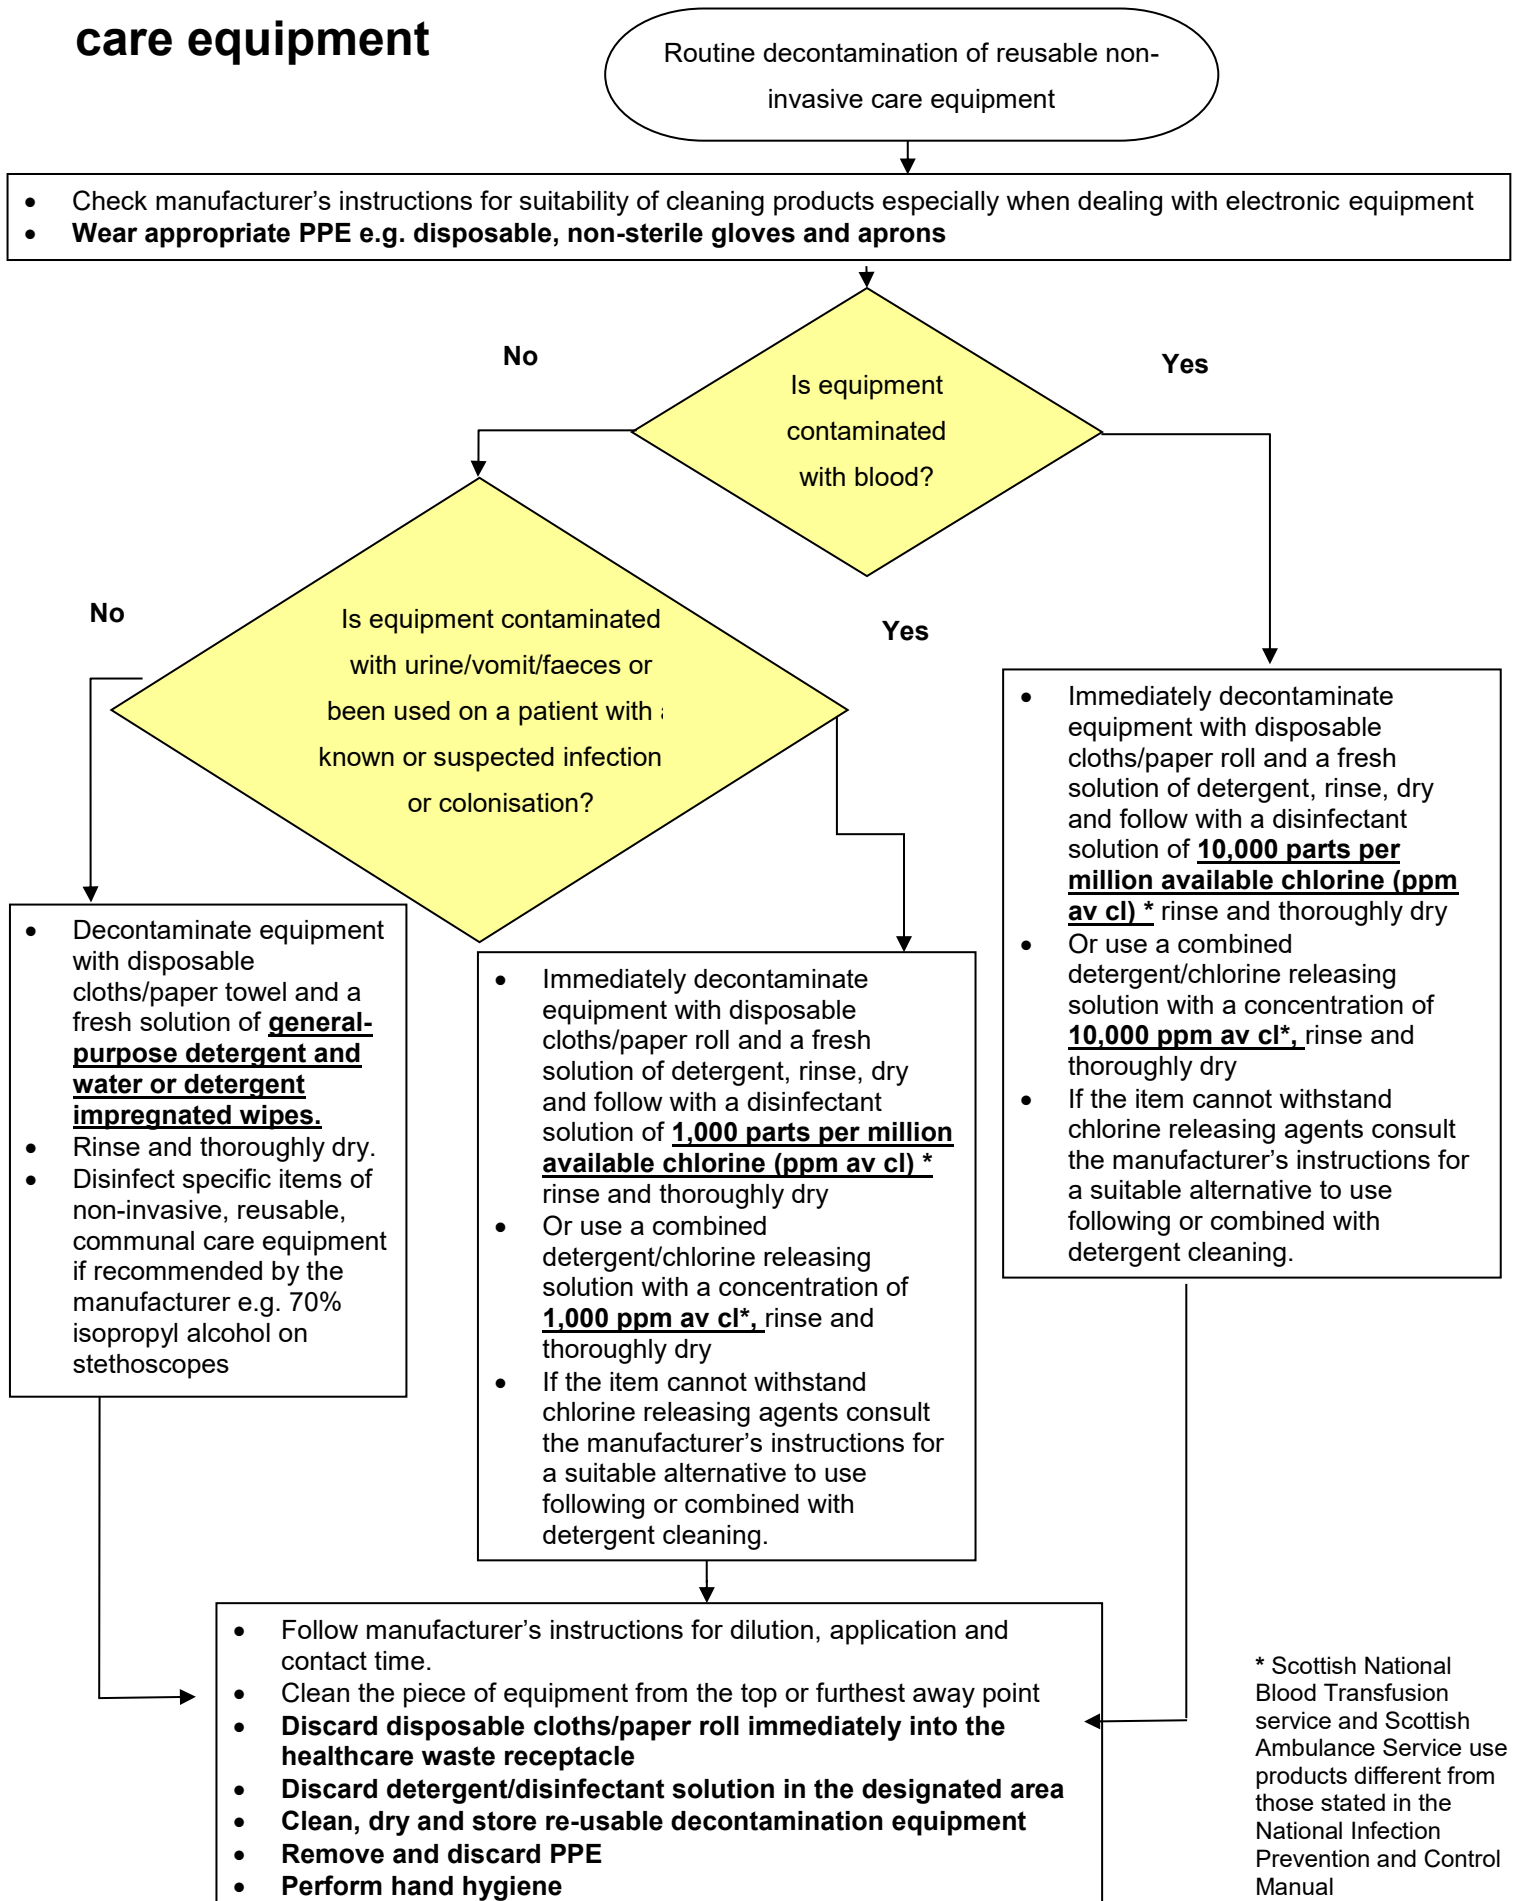 care equipment
Routine decontamination of reusable non-
invasive care equipment
• Check manufacturer’s instructions for suitability of cleaning products especially when dealing with electronic equipment
• Wear appropriate PPE e.g. disposable, non-sterile gloves and aprons
No
Yes
Is equipment
contaminated
with blood?
No
Yes
Is equipment contaminated
with urine/vomit/faeces or
been used on a patient with
known or suspected infection
or colonisation?
• Decontaminate equipment
with disposable
cloths/paper towel and a
fresh solution of general-
purpose detergent and
water or detergent
impregnated wipes.
• Rinse and thoroughly dry.
• Disinfect specific items of
non-invasive, reusable,
communal care equipment
if recommended by the
manufacturer e.g. 70%
isopropyl alcohol on
stethoscopes
• Immediately decontaminate
equipment with disposable
cloths/paper roll and a fresh
solution of detergent, rinse, dry
and follow with a disinfectant
solution of 1,000 parts per million
available chlorine (ppm av cl) *
rinse and thoroughly dry
• Or use a combined
detergent/chlorine releasing
solution with a concentration of
1,000 ppm av cl*, rinse and
thoroughly dry
• If the item cannot withstand
chlorine releasing agents consult
the manufacturer’s instructions for
a suitable alternative to use
following or combined with
detergent cleaning.
• Immediately decontaminate
equipment with disposable
cloths/paper roll and a fresh
solution of detergent, rinse, dry
and follow with a disinfectant
solution of 10,000 parts per
million available chlorine (ppm
av cl) * rinse and thoroughly dry
• Or use a combined
detergent/chlorine releasing
solution with a concentration of
10,000 ppm av cl*, rinse and
thoroughly dry
• If the item cannot withstand
chlorine releasing agents consult
the manufacturer’s instructions for
a suitable alternative to use
following or combined with
detergent cleaning.
• Follow manufacturer’s instructions for dilution, application and
contact time.
• Clean the piece of equipment from the top or furthest away point
• Discard disposable cloths/paper roll immediately into the
healthcare waste receptacle
• Discard detergent/disinfectant solution in the designated area
• Clean, dry and store re-usable decontamination equipment
• Remove and discard PPE
• Perform hand hygiene
* Scottish National
Blood Transfusion
service and Scottish
Ambulance Service use
products different from
those stated in the
National Infection
Prevention and Control
Manual